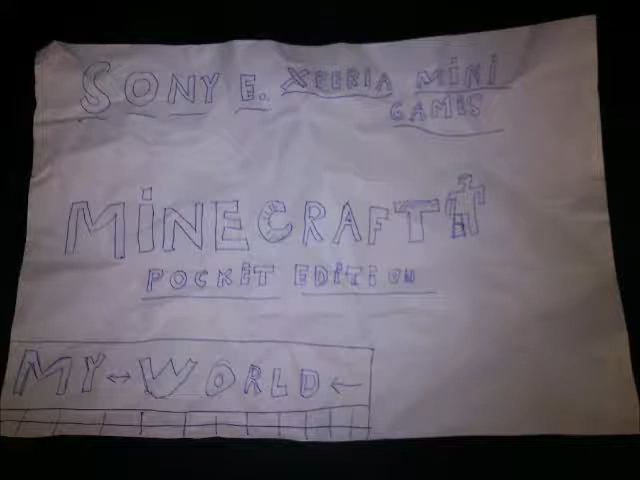 SONY E. XPERIA MiNi
GAMES
MiNECRAFT
POCKET EDiTiON
MY ↔ WORLD ←